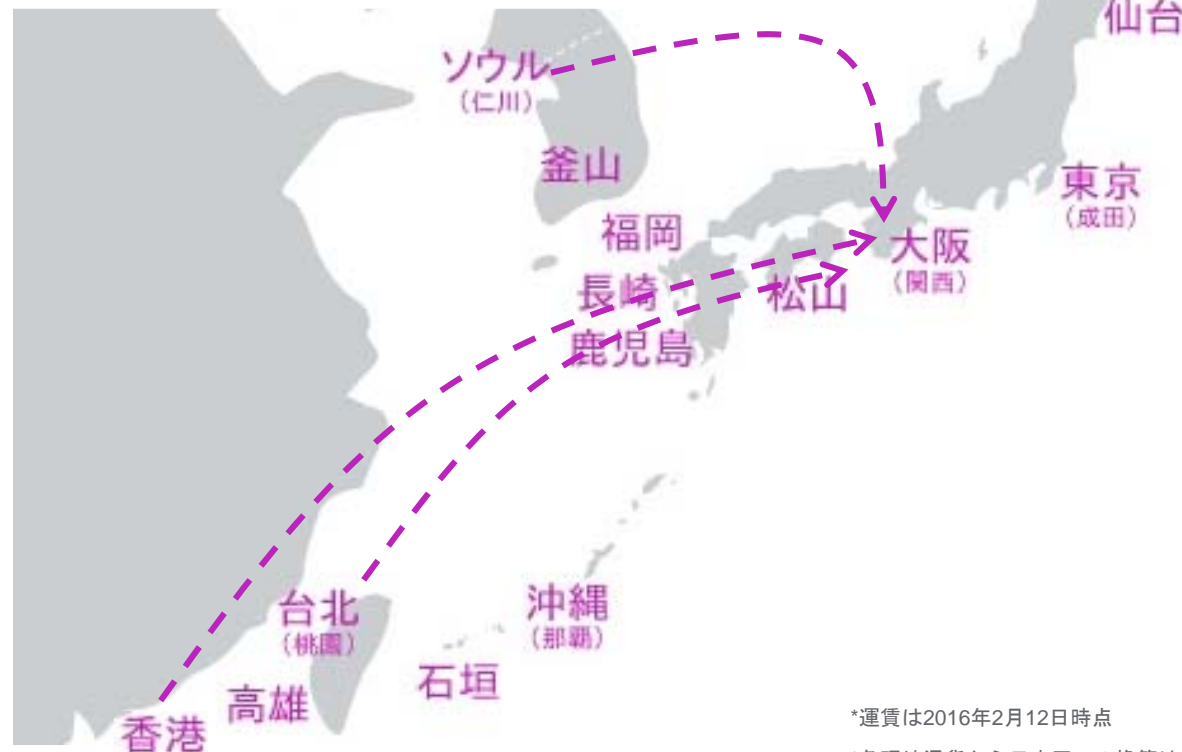 仙台
ソウル
（仁川）
釜山
東京
（成田）
福岡
大阪
（関西）
長崎
松山
鹿児島
台北
（桃園）
沖縄
（那覇）
石垣
高雄
香港
*運賃は2016年2月12日時点